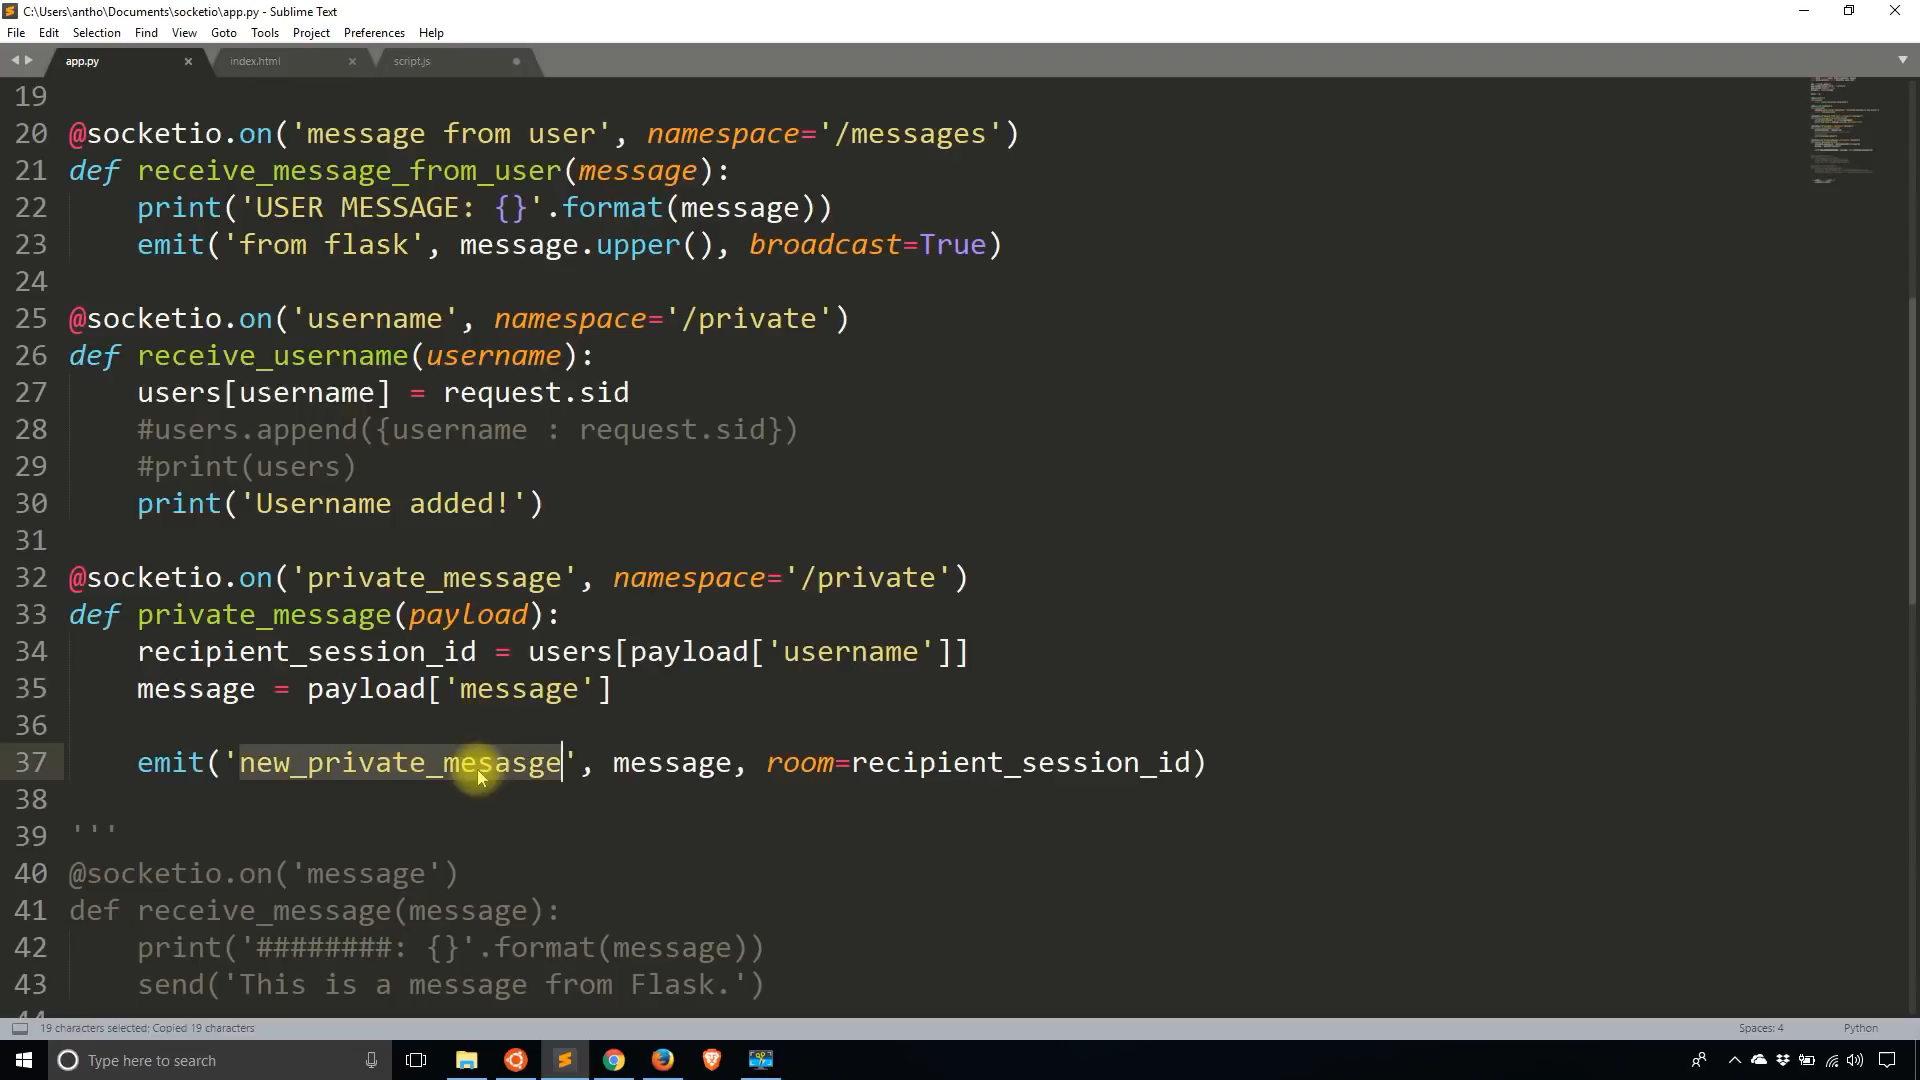 C:\Users\antho\Documents\socketio\app.py - Sublime Text
File Edit Selection Find View Goto Tools Project Preferences Help
app.py index.html script.js
19
20 @socketio.on('message from user', namespace='/messages')
21 def receive_message_from_user(message):
22     print('USER MESSAGE: {}'.format(message))
23     emit('from flask', message.upper(), broadcast=True)
24
25 @socketio.on('username', namespace='/private')
26 def receive_username(username):
27     users[username] = request.sid
28     #users.append({username : request.sid})
29     #print(users)
30     print('Username added!')
31
32 @socketio.on('private_message', namespace='/private')
33 def private_message(payload):
34     recipient_session_id = users[payload['username']]
35     message = payload['message']
36
37     emit('new_private_mesasge', message, room=recipient_session_id)
38
39 '''
40 @socketio.on('message')
41 def receive_message(message):
42     print('########: {}'.format(message))
43     send('This is a message from Flask.')
19 characters selected; Copied 19 characters Spaces: 4 Python
Type here to search